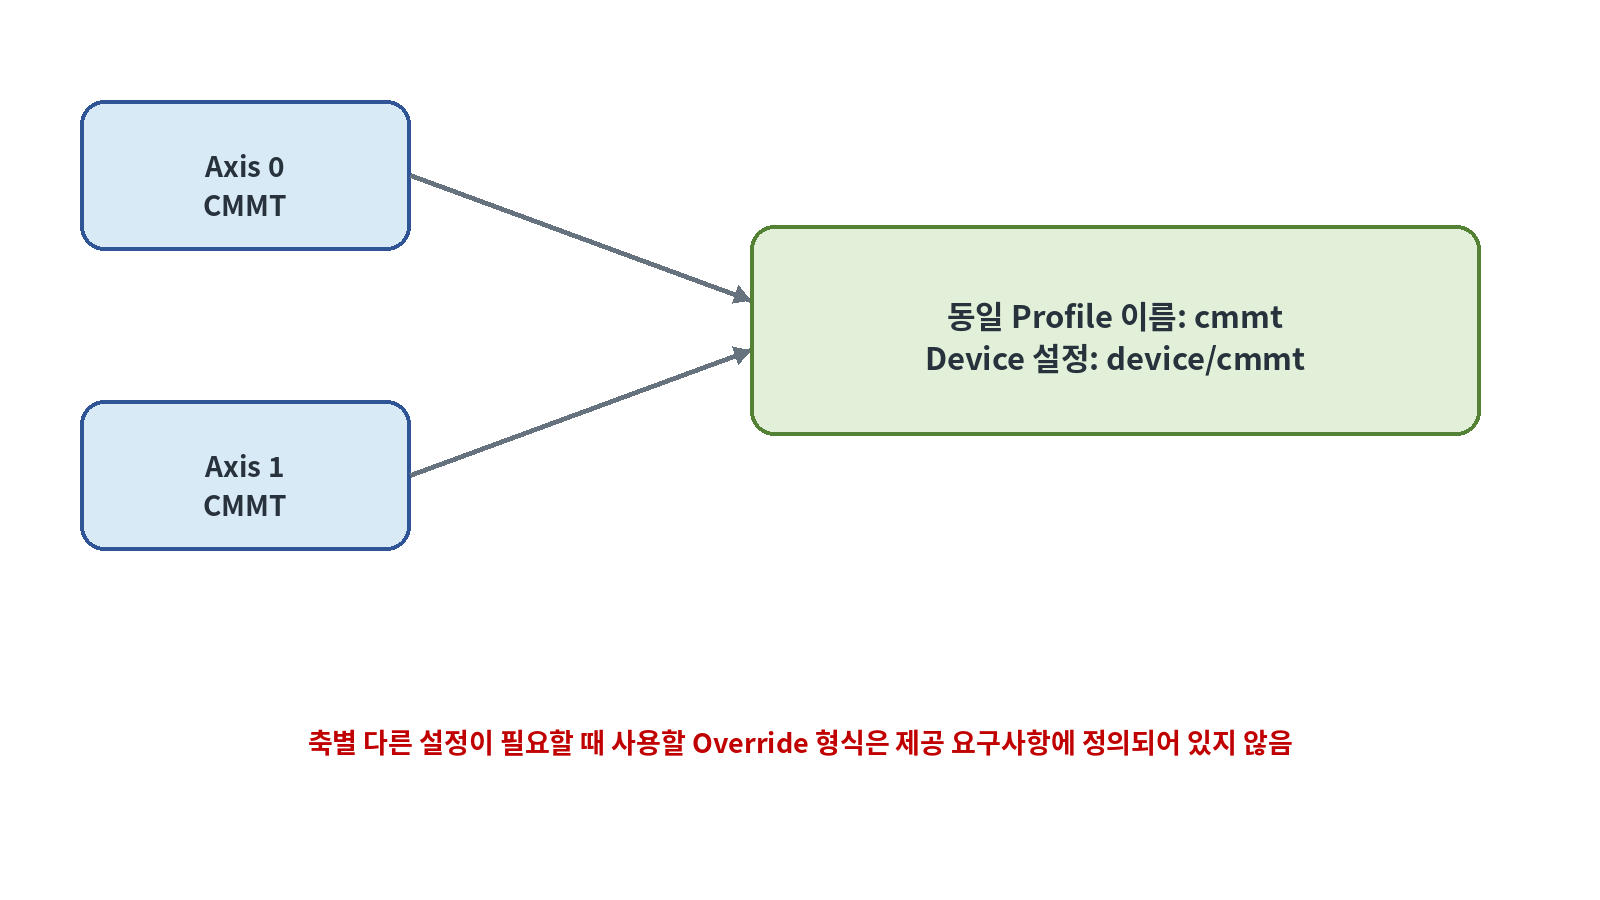 Axis 0
CMMT
동일 Profile 이름: cmmt
Device 설정: device/cmmt
Axis 1
CMMT
축별 다른 설정이 필요할 때 사용할 Override 형식은 제공 요구사항에 정의되어 있지 않음